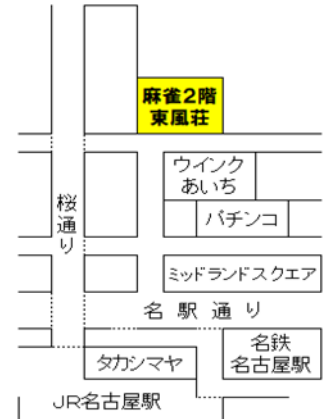 麻雀2階
東風荘
ウインク
あいち
パチンコ
桜通り
ミッドランドスクエア
名駅通り
名鉄
名古屋駅
タカシマヤ
JR名古屋駅